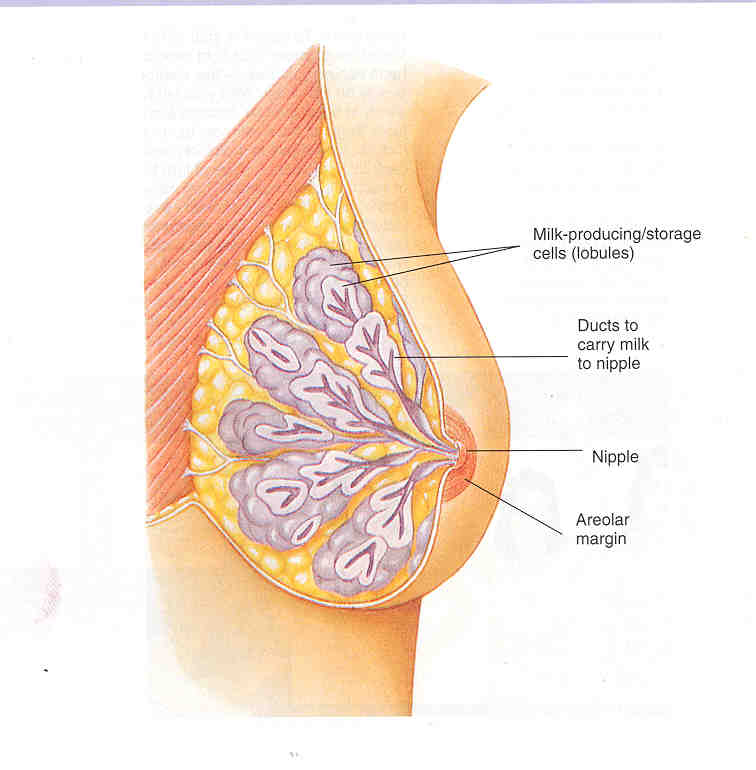 Milk-producing/storage
cells (lobules)
Ducts to
carry milk
to nipple
Nipple
Areolar
margin